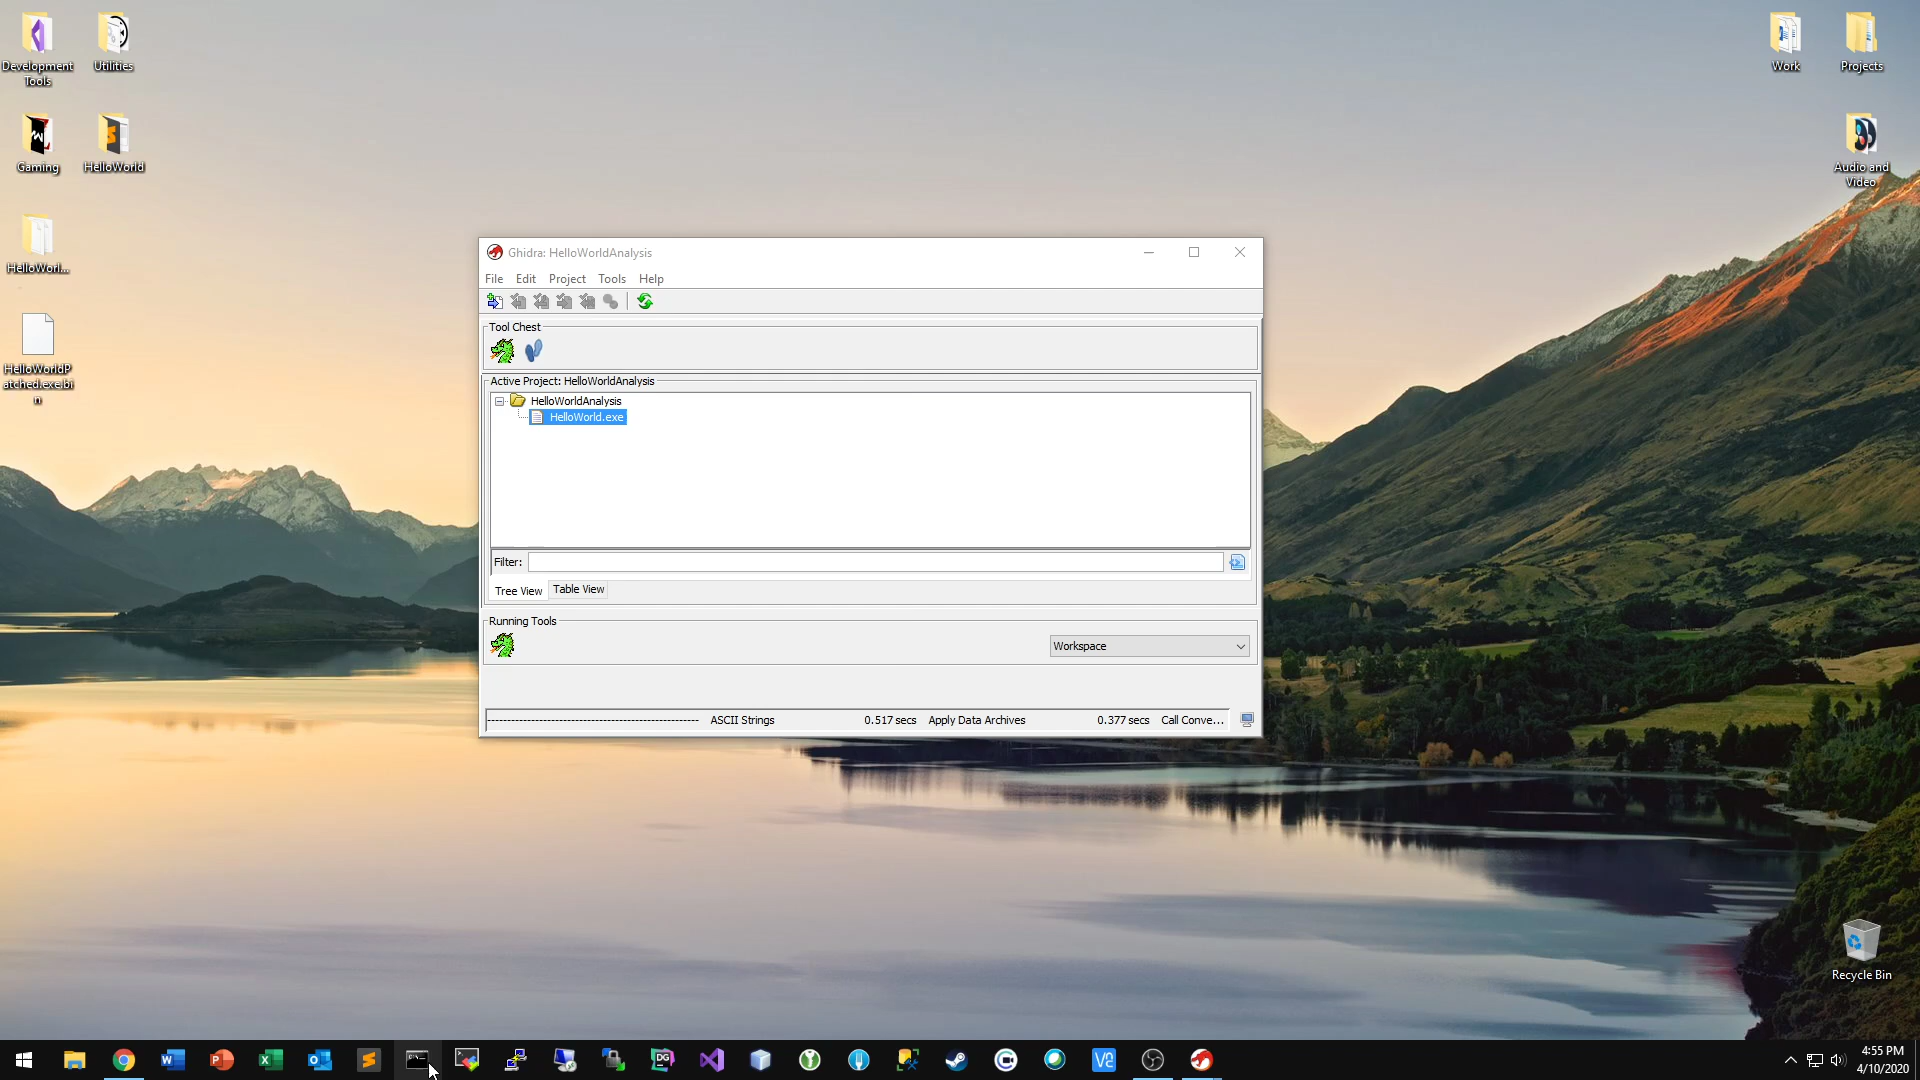 Development
Tools
Utilities
Gaming
HelloWorld
HelloWorl...
HelloWorldP
atched.exe.bi
n
Work
Projects
Audio and
Video
Recycle Bin
Ghidra: HelloWorldAnalysis
File Edit Project Tools Help
Tool Chest
Active Project: HelloWorldAnalysis
HelloWorldAnalysis
HelloWorld.exe
Filter:
Tree View Table View
Running Tools
Workspace
---------------------------------------------------- ASCII Strings 0.517 secs Apply Data Archives 0.377 secs Call Conve...
4:55 PM
4/10/2020